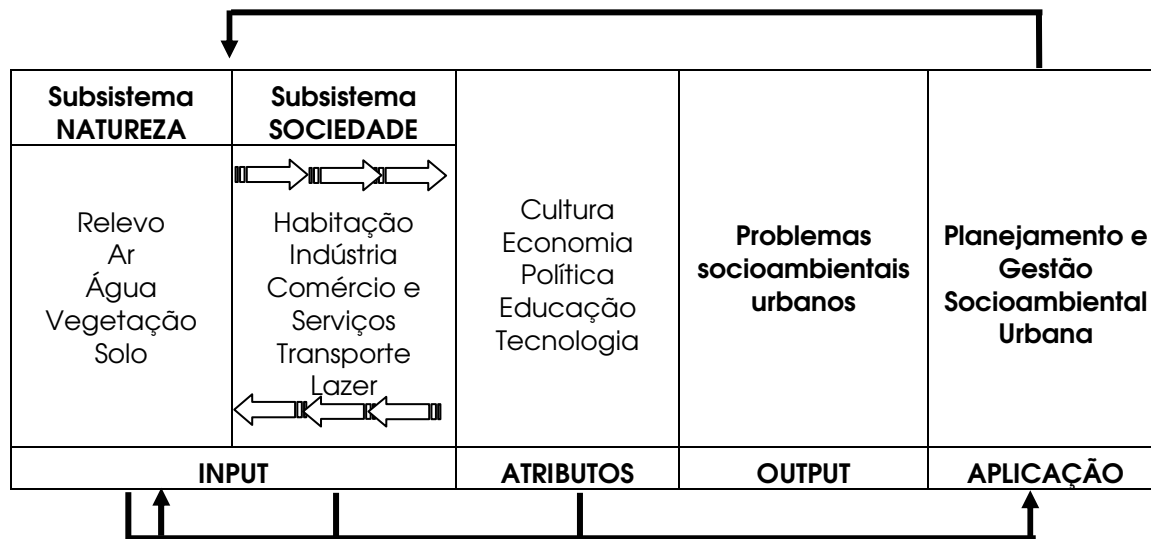 Subsistema
NATUREZA
Subsistema
SOCIEDADE
Relevo
Ar
Água
Vegetação
Solo
Habitação
Indústria
Comércio e
Serviços
Transporte
Lazer
Cultura
Economia
Política
Educação
Tecnologia
Problemas
socioambientais
urbanos
Planejamento e
Gestão
Socioambiental
Urbana
INPUT
ATRIBUTOS
OUTPUT
APLICAÇÃO